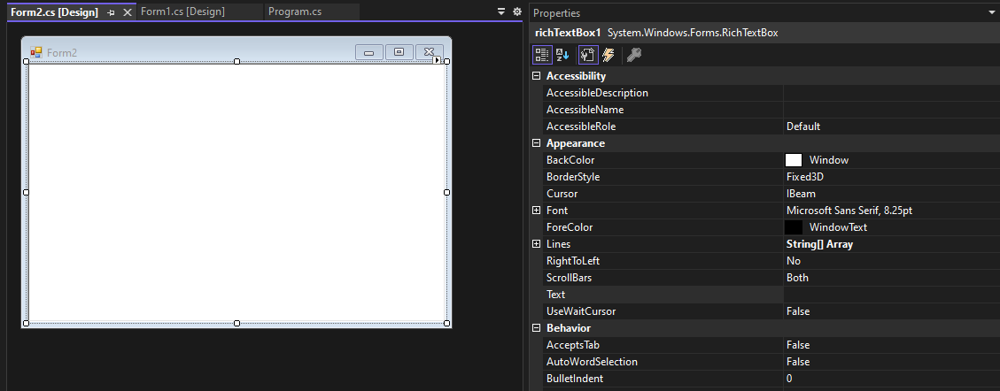 Form2.cs [Design]
Form1.cs [Design]
Program.cs
Form2
Properties
richTextBox1 System.Windows.Forms.RichTextBox
Accessibility
AccessibleDescription
AccessibleName
AccessibleRole Default
Appearance
BackColor Window
BorderStyle Fixed3D
Cursor IBeam
Font Microsoft Sans Serif, 8.25pt
ForeColor WindowText
Lines String[] Array
RightToLeft No
ScrollBars Both
Text
UseWaitCursor False
Behavior
AcceptsTab False
AutoWordSelection False
BulletIndent 0